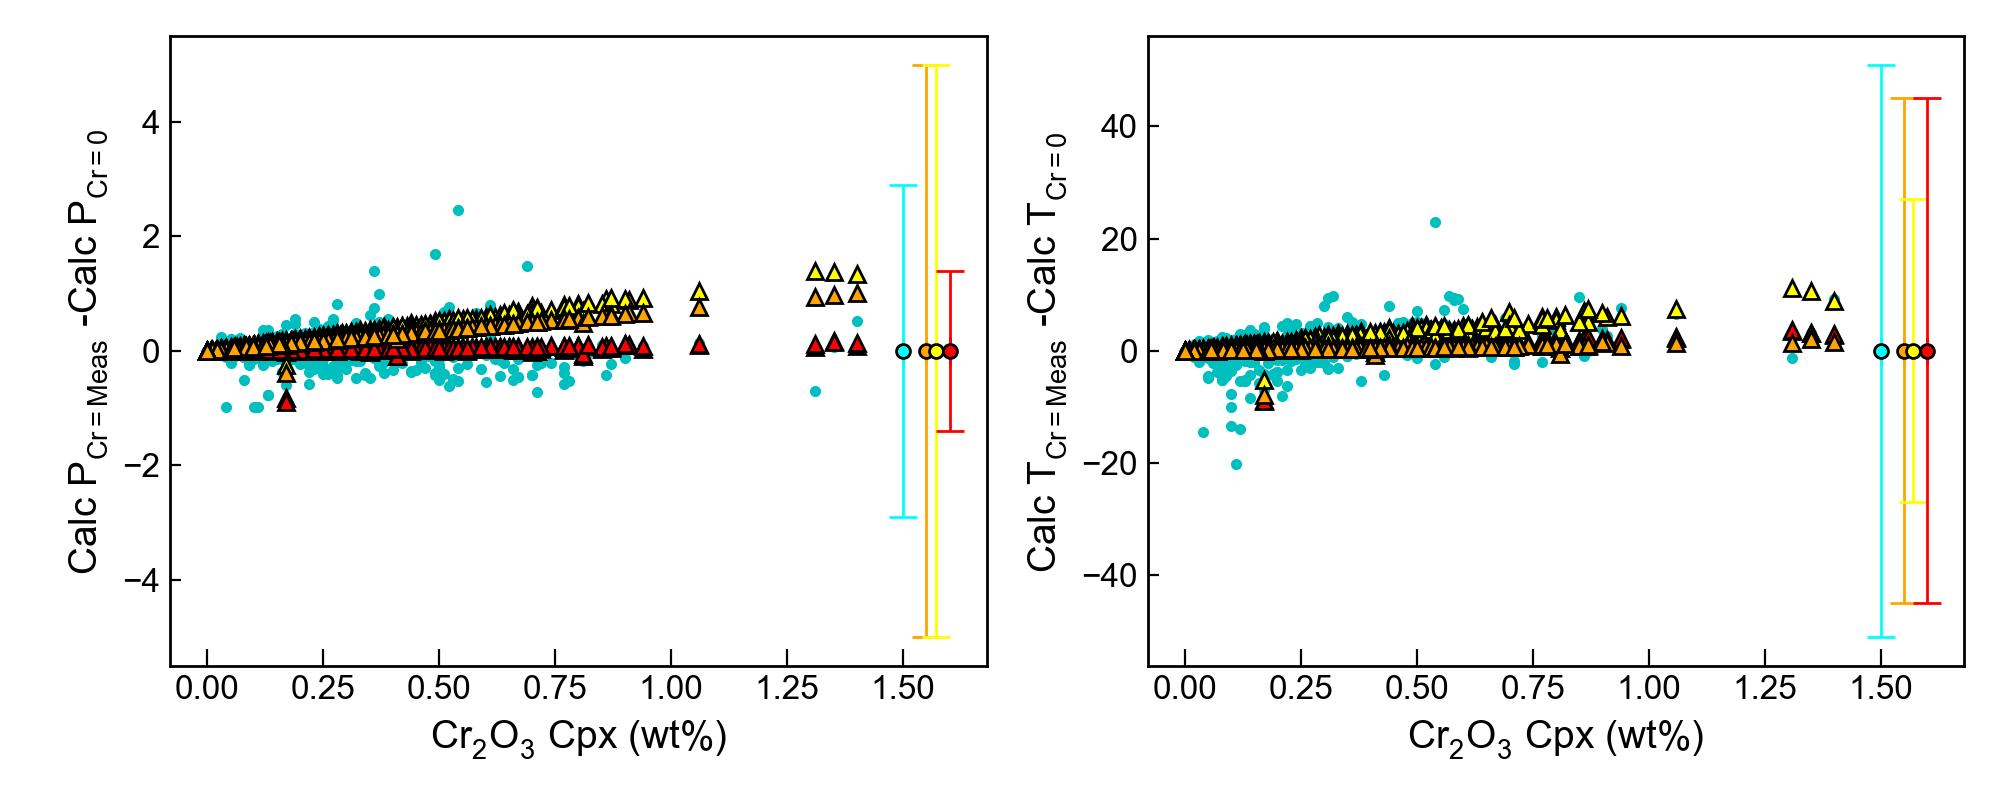 Calc P_Cr=Meas -Calc P_Cr=0
4
2
0
−2
−4
0.00 0.25 0.50 0.75 1.00 1.25 1.50
Cr₂O₃ Cpx (wt%)
Calc T_Cr=Meas -Calc T_Cr=0
40
20
0
−20
−40
0.00 0.25 0.50 0.75 1.00 1.25 1.50
Cr₂O₃ Cpx (wt%)